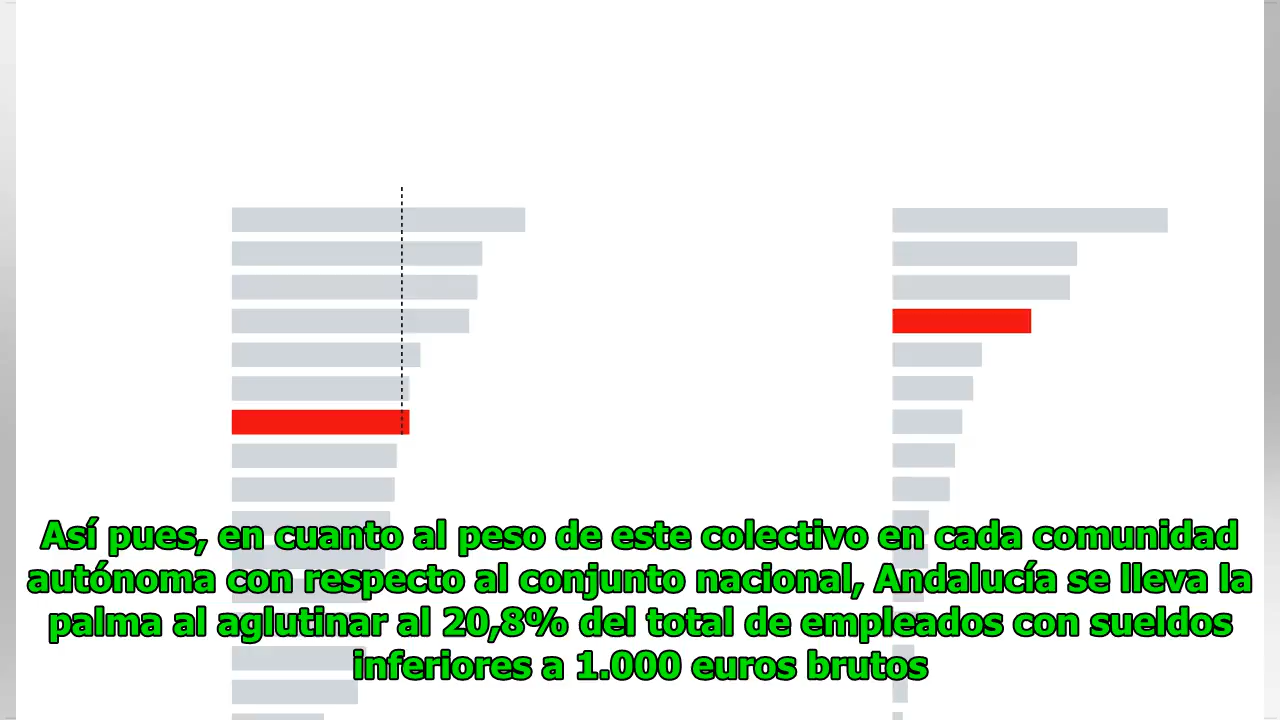 Así pues, en cuanto al peso de este colectivo en cada comunidad
autónoma con respecto al conjunto nacional, Andalucía se lleva la
palma al aglutinar al 20,8% del total de empleados con sueldos
inferiores a 1.000 euros brutos